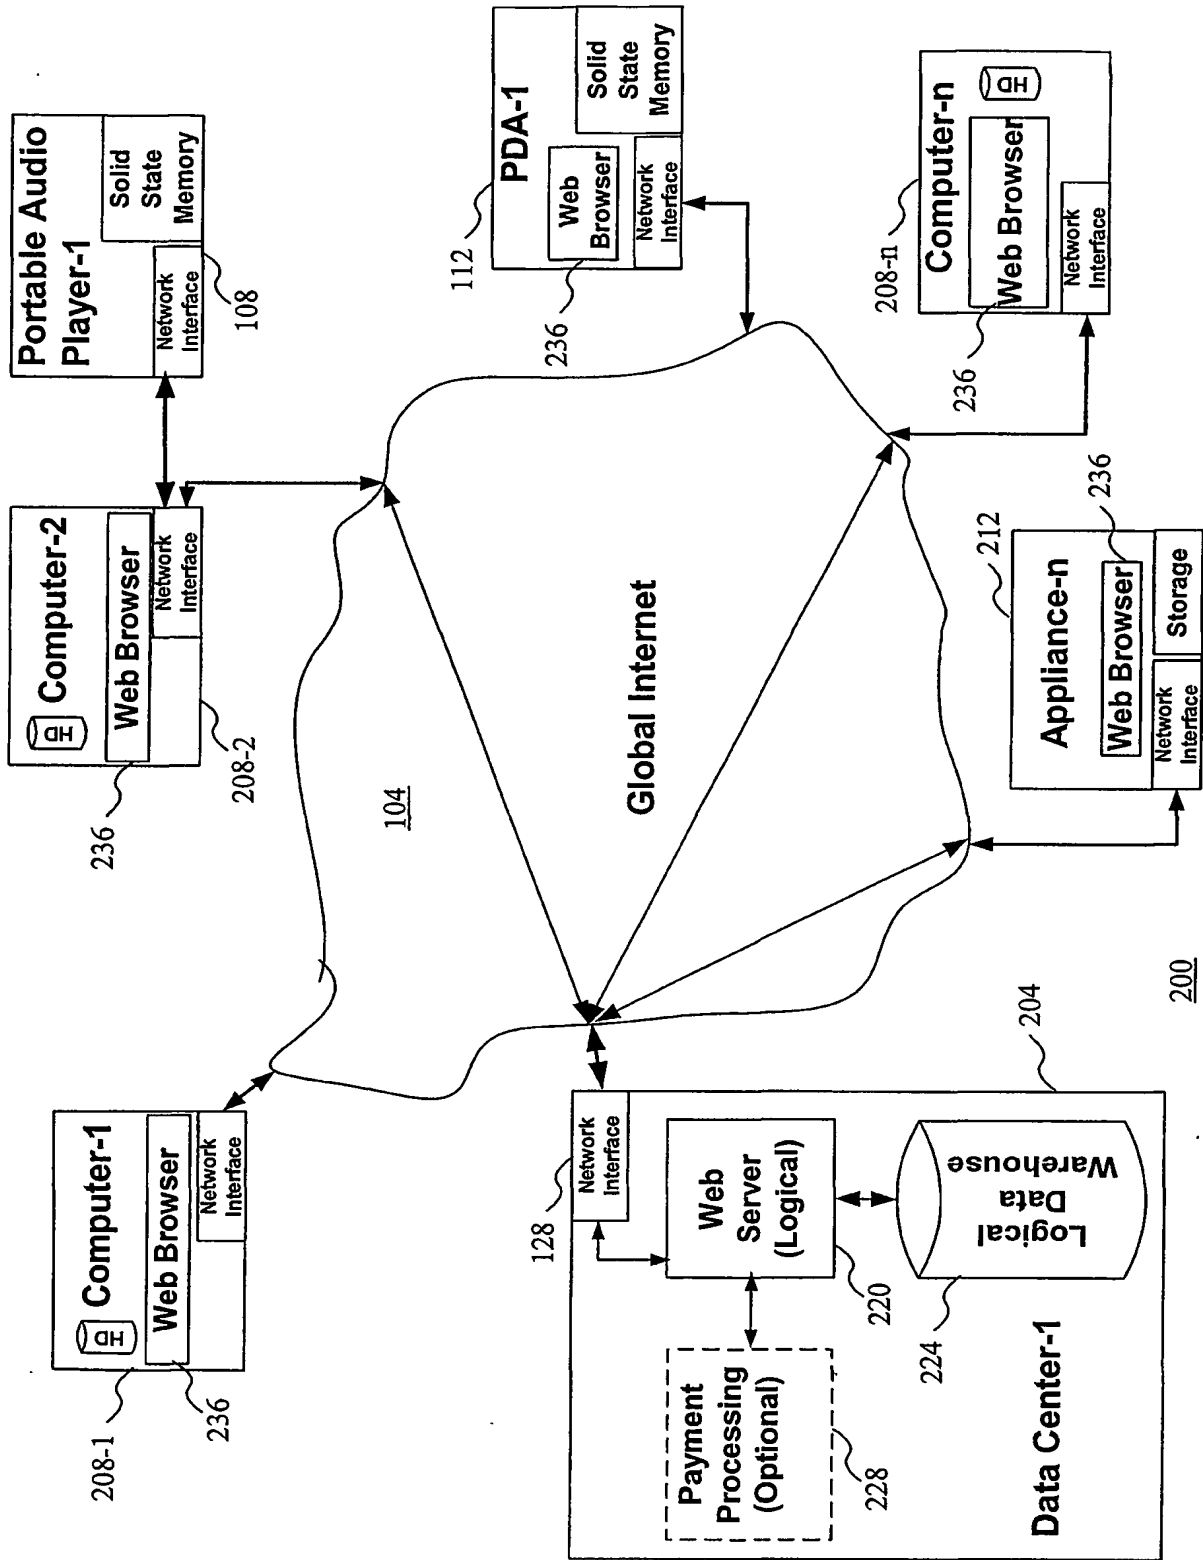 208-1
HD
Computer-1
Web Browser
Network
Interface
236
236
HD
Computer-2
Web Browser
Network
Interface
208-2
Portable Audio
Player-1
Network
Interface
Solid
State
Memory
108
104
Global Internet
112
PDA-1
Web
Browser
Network
Interface
Solid
State
Memory
236
128
Network
Interface
Payment
Processing
(Optional)
228
Web
Server
(Logical)
220
224
Logical
Data
Warehouse
Data Center-1
204
200
212
Appliance-n
Web Browser
Network
Interface
Storage
236
208-n
Computer-n
HD
Web Browser
Network
Interface
236